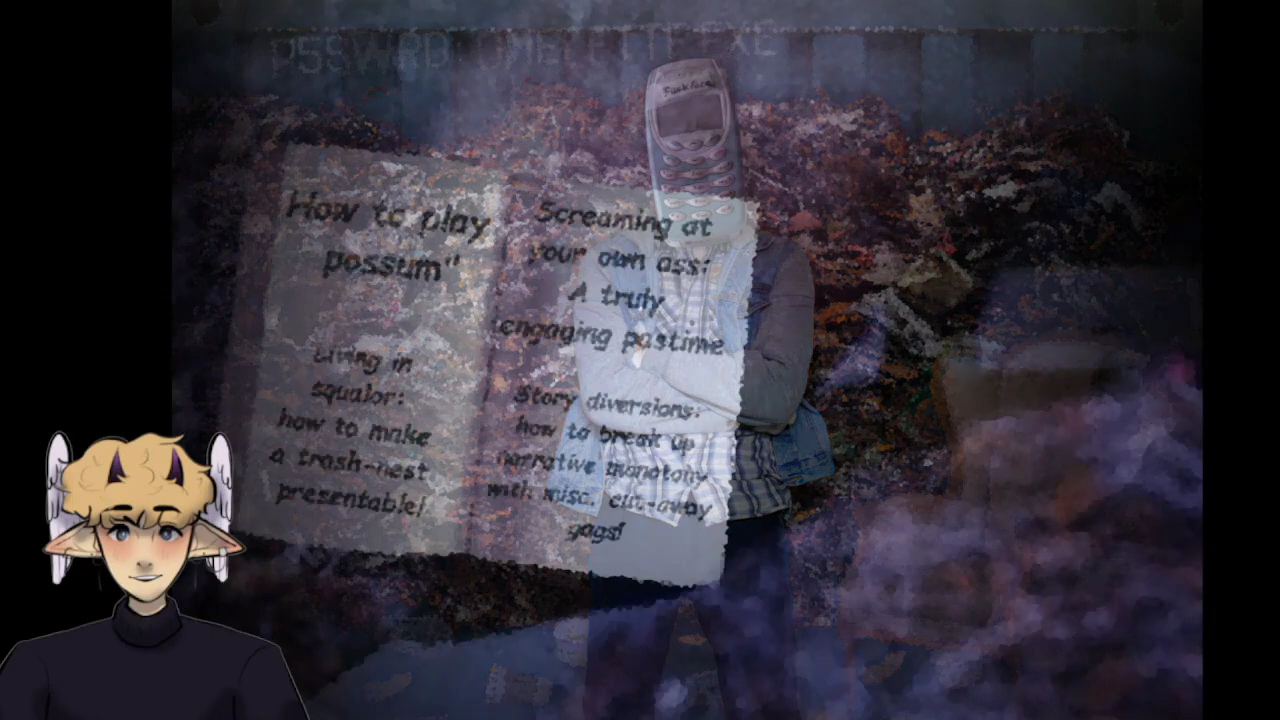 How to play
possum"
Living in
squalor:
how to make
a trash-nest
presentable!
Screaming at
your own ass:
A truly
engaging pastime
Story diversions:
how to break up
narrative monotony
with misc. cut-away
gags!